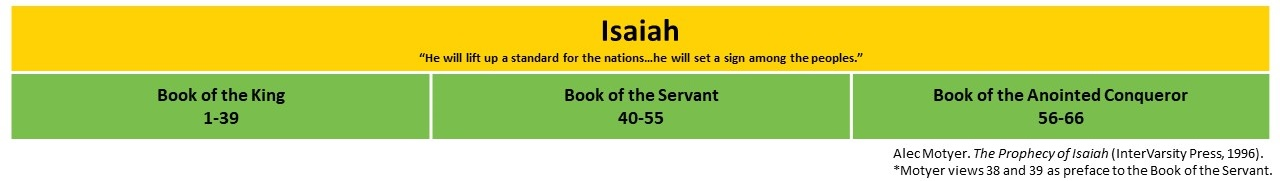 Isaiah
“He will lift up a standard for the nations…he will set a sign among the peoples.”
Book of the King
1-39
Book of the Servant
40-55
Book of the Anointed Conqueror
56-66
Alec Motyer. The Prophecy of Isaiah (InterVarsity Press, 1996).
*Motyer views 38 and 39 as preface to the Book of the Servant.